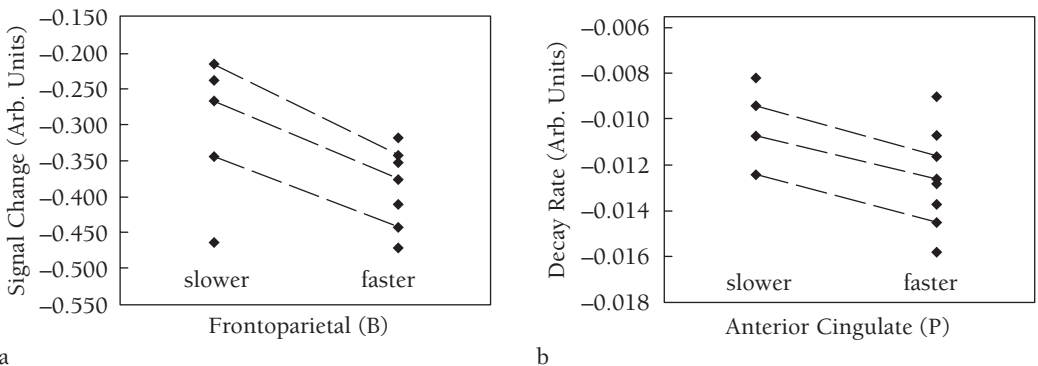 Signal Change (Arb. Units)
–0.150
–0.200
–0.250
–0.300
–0.350
–0.400
–0.450
–0.500
–0.550
slower
faster
Frontoparietal (B)
a
Decay Rate (Arb. Units)
–0.006
–0.008
–0.010
–0.012
–0.014
–0.016
–0.018
slower
faster
Anterior Cingulate (P)
b